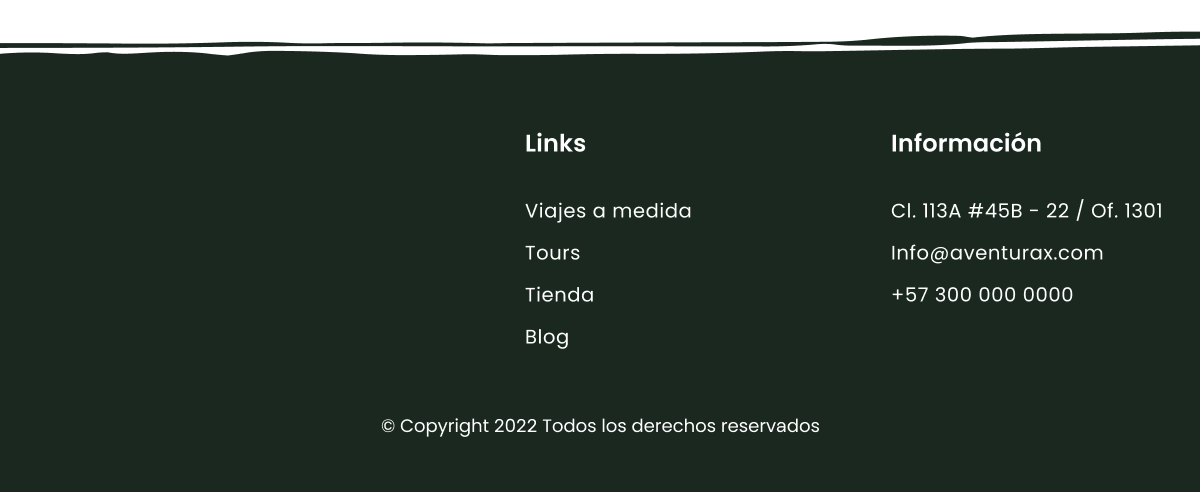 Links
Viajes a medida
Tours
Tienda
Blog
Información
Cl. 113A #45B - 22 / Of. 1301
Info@aventurax.com
+57 300 000 0000
© Copyright 2022 Todos los derechos reservados